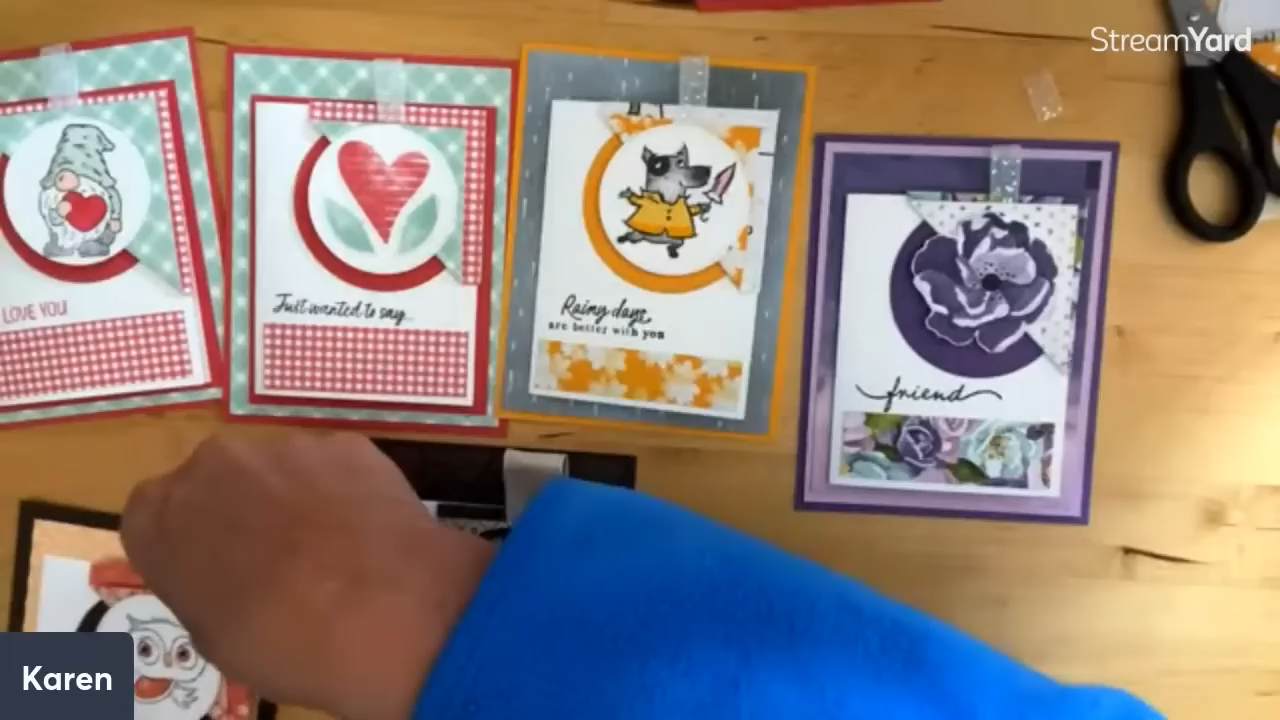 StreamYard
LOVE YOU
Just wanted to say...
Rainy days
are better with you
friend
Karen